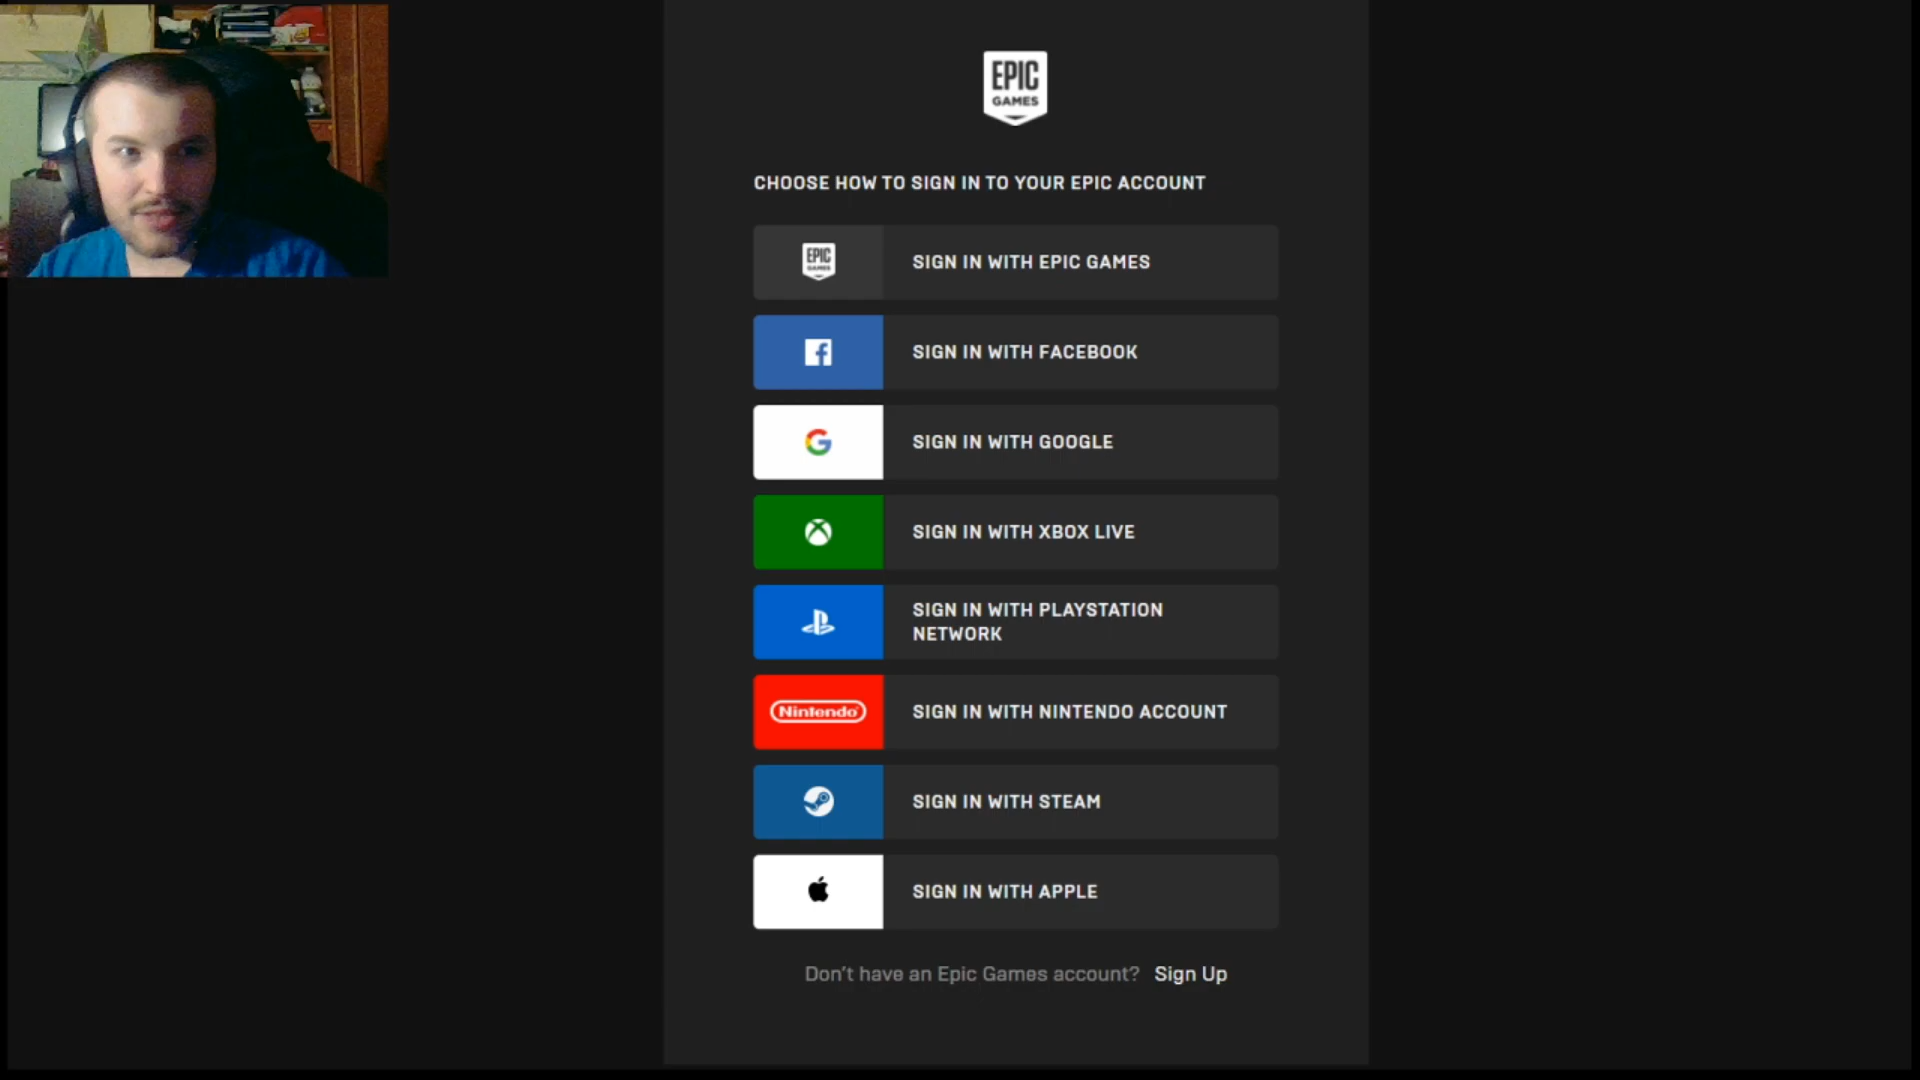 EPIC
GAMES
CHOOSE HOW TO SIGN IN TO YOUR EPIC ACCOUNT
EPIC
GAMES
SIGN IN WITH EPIC GAMES
SIGN IN WITH FACEBOOK
SIGN IN WITH GOOGLE
SIGN IN WITH XBOX LIVE
SIGN IN WITH PLAYSTATION
NETWORK
Nintendo
SIGN IN WITH NINTENDO ACCOUNT
SIGN IN WITH STEAM
SIGN IN WITH APPLE
Don't have an Epic Games account? Sign Up